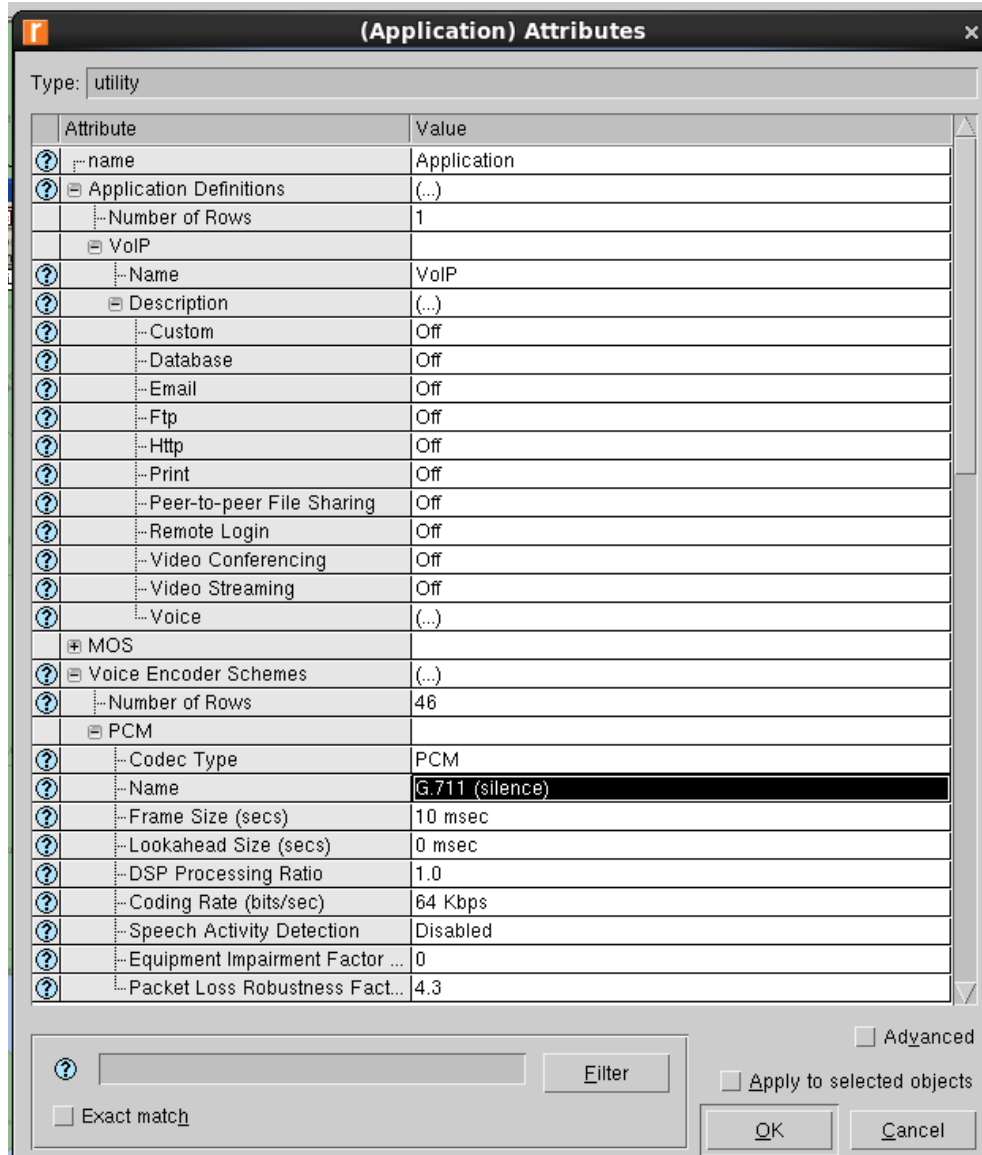 (Application) Attributes
Type: utility
Attribute Value
name Application
Application Definitions (...)
Number of Rows 1
VoIP
Name VoIP
Description (...)
Custom Off
Database Off
Email Off
Ftp Off
Http Off
Print Off
Peer-to-peer File Sharing Off
Remote Login Off
Video Conferencing Off
Video Streaming Off
Voice (...)
MOS
Voice Encoder Schemes (...)
Number of Rows 46
PCM
Codec Type PCM
Name G.711 (silence)
Frame Size (secs) 10 msec
Lookahead Size (secs) 0 msec
DSP Processing Ratio 1.0
Coding Rate (bits/sec) 64 Kbps
Speech Activity Detection Disabled
Equipment Impairment Factor ... 0
Packet Loss Robustness Fact... 4.3
Advanced
Filter
Apply to selected objects
Exact match
OK Cancel